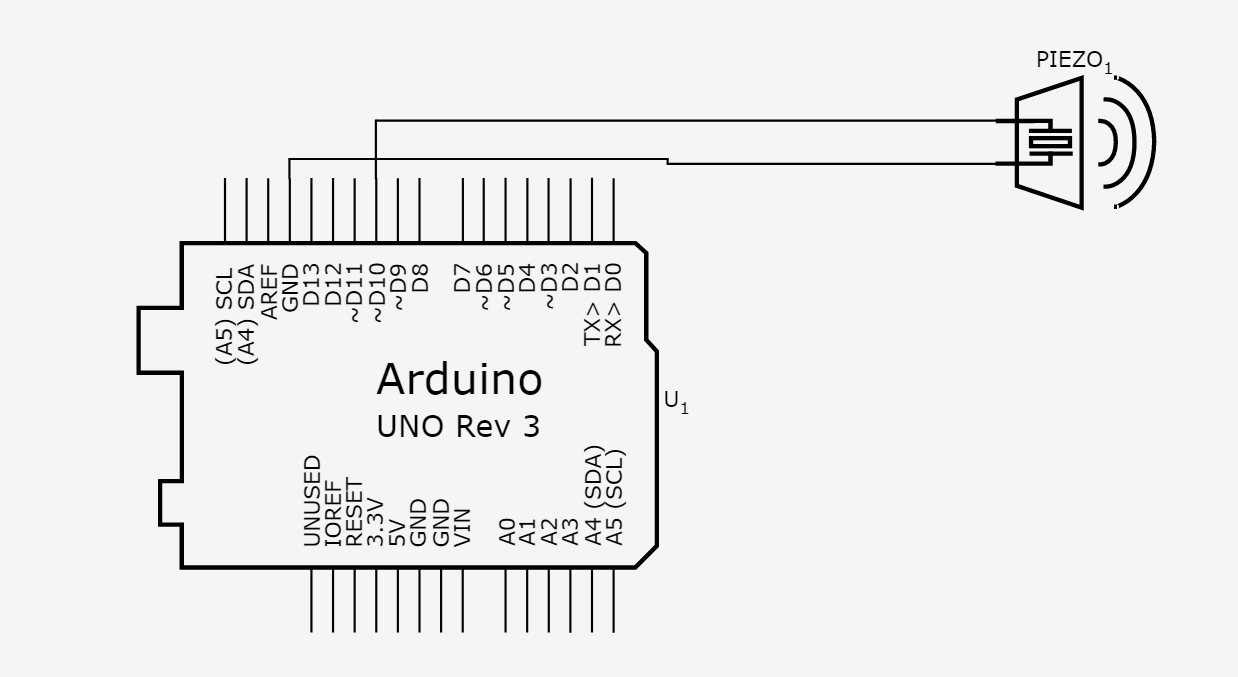 PIEZO1
(A5) SCL
(A4) SDA
AREF
GND
D13
D12
~D11
~D10
~D9
D8
D7
~D6
~D5
D4
~D3
D2
TX> D1
RX> D0
Arduino
UNO Rev 3
U1
UNUSED
IOREF
RESET
3.3V
5V
GND
GND
VIN
A0
A1
A2
A3
A4 (SDA)
A5 (SCL)